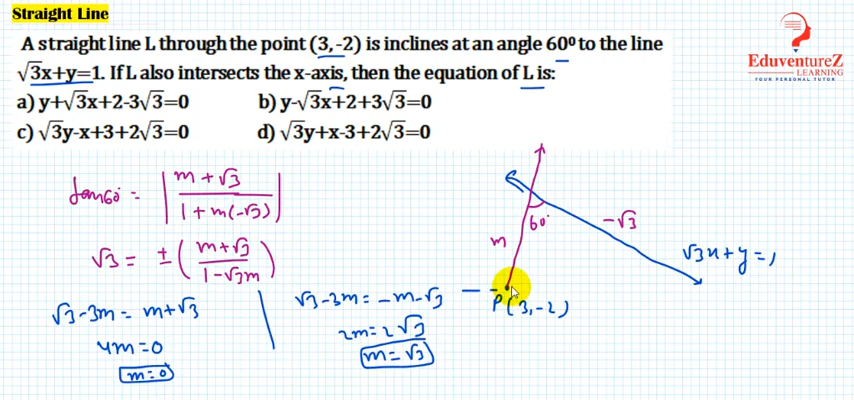 Straight Line
A straight line L through the point (3, -2) is inclines at an angle 60⁰ to the line
√3x+y=1. If L also intersects the x-axis, then the equation of L is:
a) y+√3x+2-3√3=0 b) y-√3x+2+3√3=0
c) √3y-x+3+2√3=0 d) √3y+x-3+2√3=0
EduventureZ
LEARNING
YOUR PERSONAL TUTOR
tan60° = | m + √3 / 1 + m(-√3) |
√3 = ± ( m + √3 / 1 - √3m )
√3 - 3m = m + √3
4m = 0
m = 0
√3 - 3m = -m - √3
2m = 2√3
m = √3
60°
m
-√3
√3x + y = 1
P(3, -2)